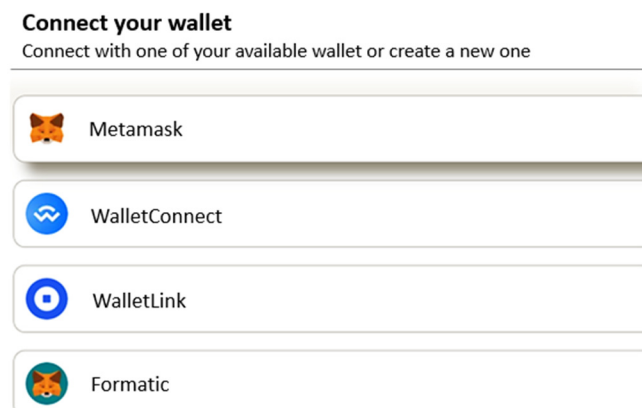 Connect your wallet
Connect with one of your available wallet or create a new one
Metamask
WalletConnect
WalletLink
Formatic